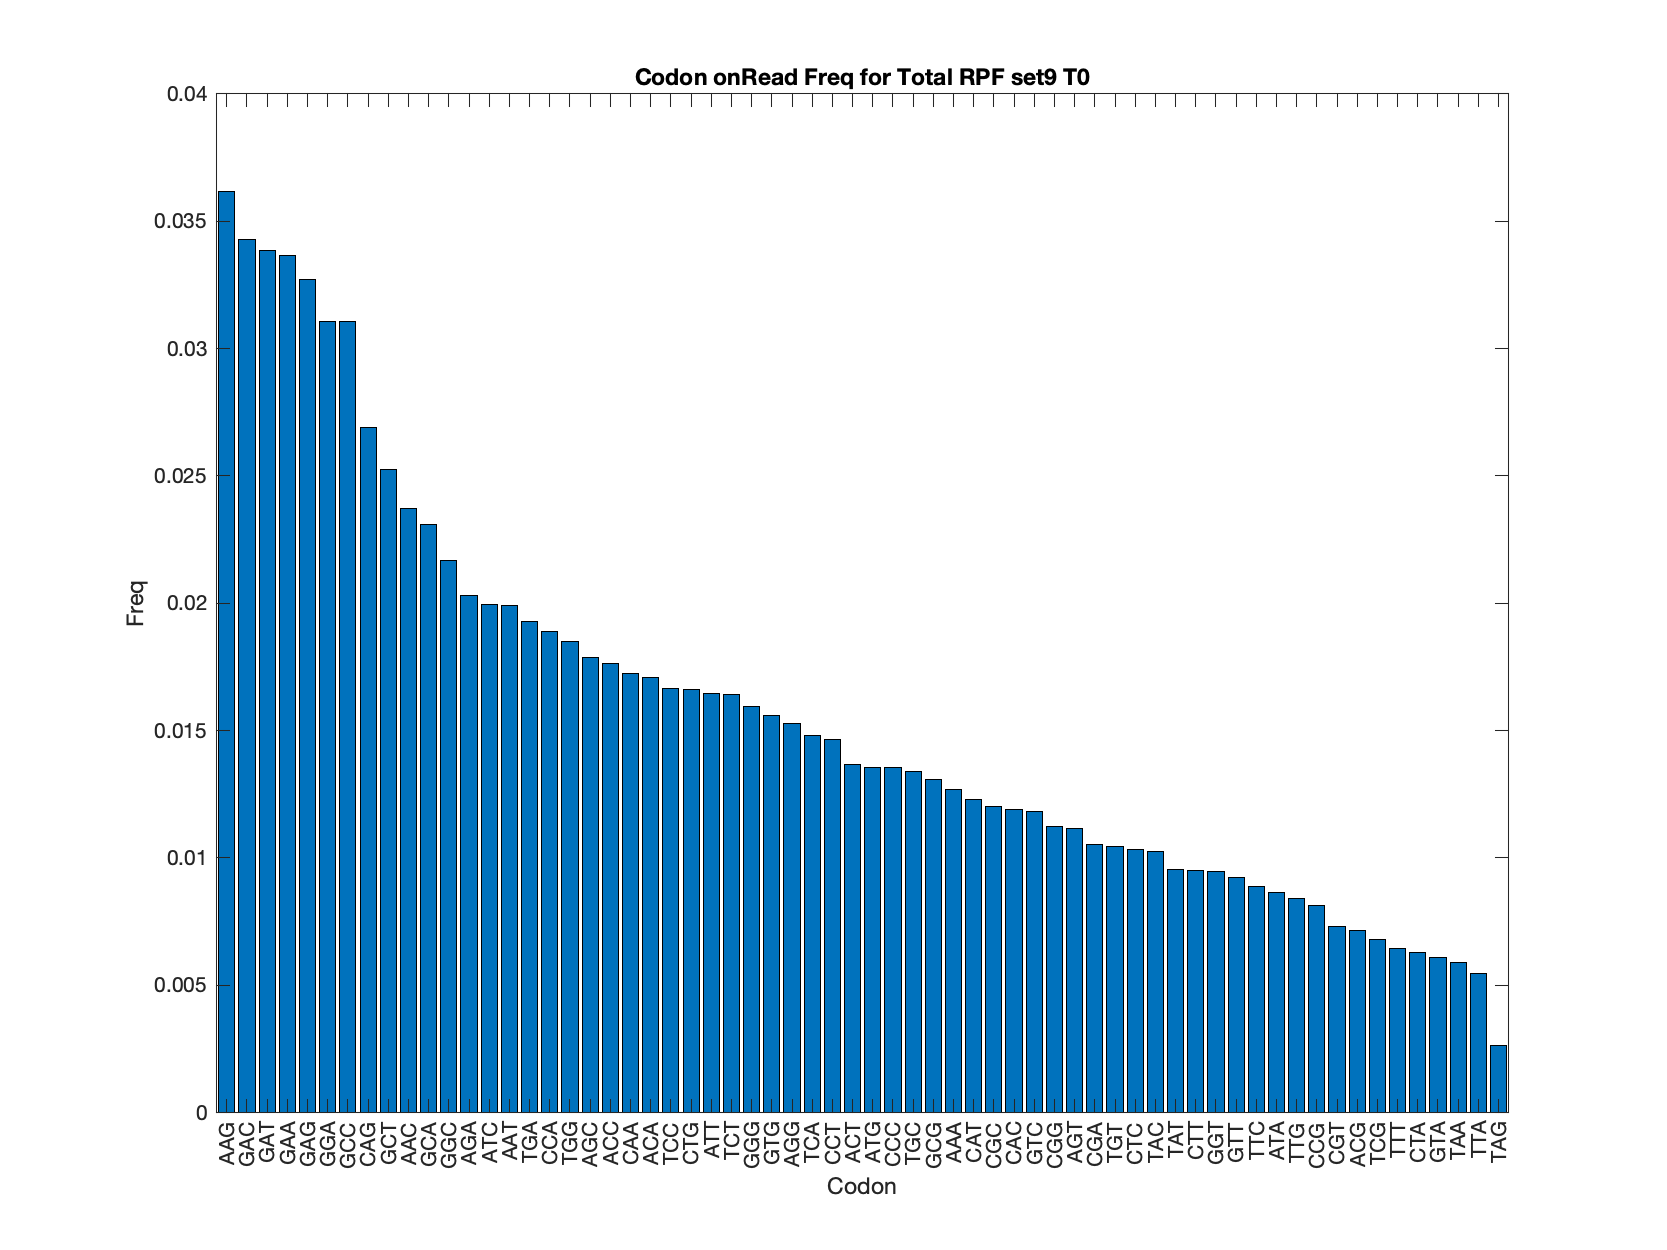 Codon onRead Freq for Total RPF set9 T0
0.04
0.035
0.03
0.025
0.02
0.015
0.01
0.005
0
Freq
AAG GAC GAT GAA GAG GGA GCC CAG GCT AAC GCA GGC AGA ATC AAT TGA CCA TGG AGC ACC CAA ACA TCC CTG ATT TCT GGG GTG AGG TCA CCT ACT ATG CCC TGC GCG AAA CAT CGC CAC GTC CGG AGT CGA TGT CTC TAC TAT CTT GGT GTT TTC ATA TTG CCG CGT ACG TCG TTT CTA GTA TAA TTA TAG
Codon